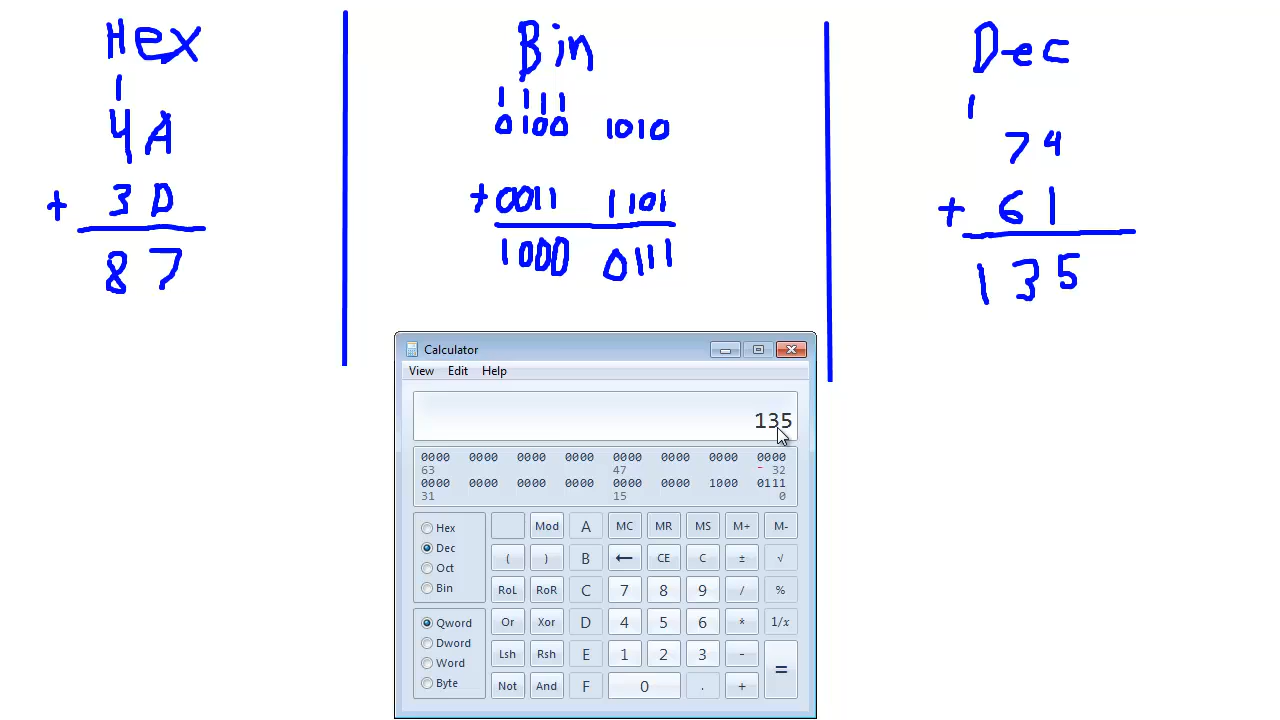 Hex
1
4A
+ 3D
87
Bin
1 1 1 1
0100 1010
+0011 1101
1000 0111
Dec
1
74
+ 61
135
Calculator
View Edit Help
135
0000 0000 0000 0000 0000 0000 0000 0000
63 47 32
0000 0000 0000 0000 0000 0000 1000 0111
31 15 0
Hex
Dec
Oct
Bin
Qword
Dword
Word
Byte
Mod A MC MR MS M+ M-
( ) B ← CE C ± √
RoL RoR C 7 8 9 / %
Or Xor D 4 5 6 * 1/x
Lsh Rsh E 1 2 3 - =
Not And F 0 . +